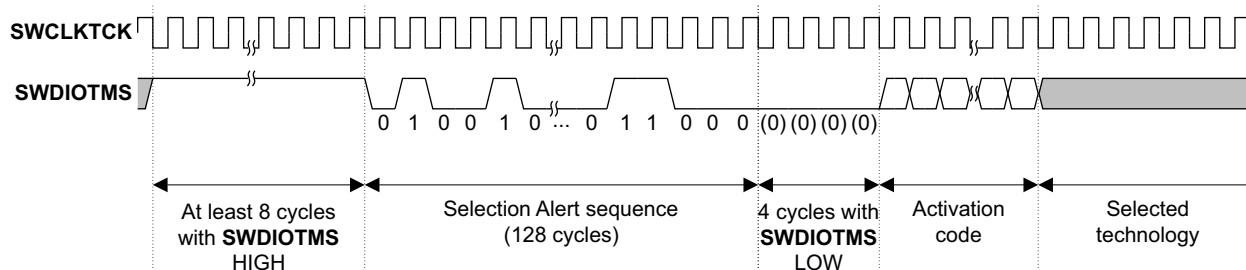 SWCLKTCK
SWDIOTMS
0 1 0 0 1 0 ... 0 1 1 0 0 0 (0) (0) (0) (0)
At least 8 cycles
with SWDIOTMS
HIGH
Selection Alert sequence
(128 cycles)
4 cycles with
SWDIOTMS
LOW
Activation
code
Selected
technology